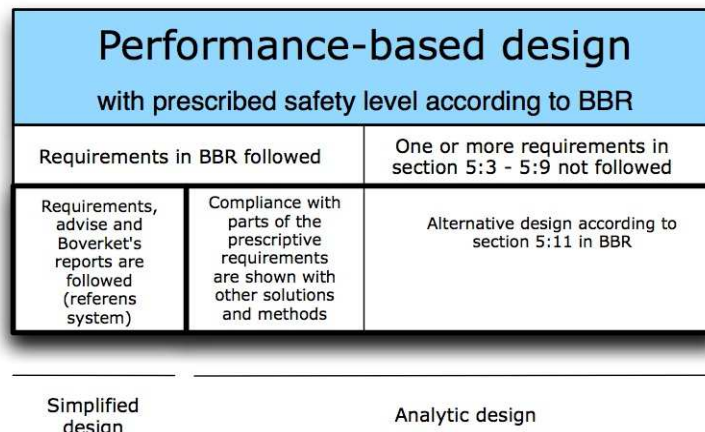 Performance-based design
with prescribed safety level according to BBR
Requirements in BBR followed
One or more requirements in
section 5:3 - 5:9 not followed
Requirements,
advise and
Boverket's
reports are
followed
(referens
system)
Compliance with
parts of the
prescriptive
requirements
are shown with
other solutions
and methods
Alternative design according to
section 5:11 in BBR
Simplified
design
Analytic design